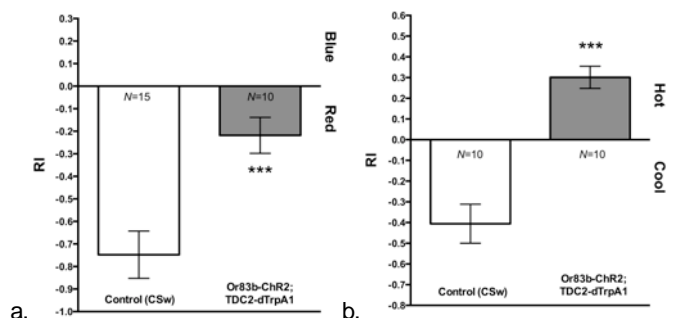 0.3
0.2
0.1
0.0
-0.1
-0.2
-0.3
-0.4
-0.5
-0.6
-0.7
-0.8
-0.9
-1.0
RI
Blue
Red
N=15
N=10
***
Control (CSw)
Or83b-ChR2;
TDC2-dTrpA1
a.
0.6
0.5
0.4
0.3
0.2
0.1
0.0
-0.1
-0.2
-0.3
-0.4
-0.5
-0.6
-0.7
-0.8
RI
Hot
Cool
***
N=10
N=10
Control (CSw)
Or83b-ChR2;
TDC2-dTrpA1
b.